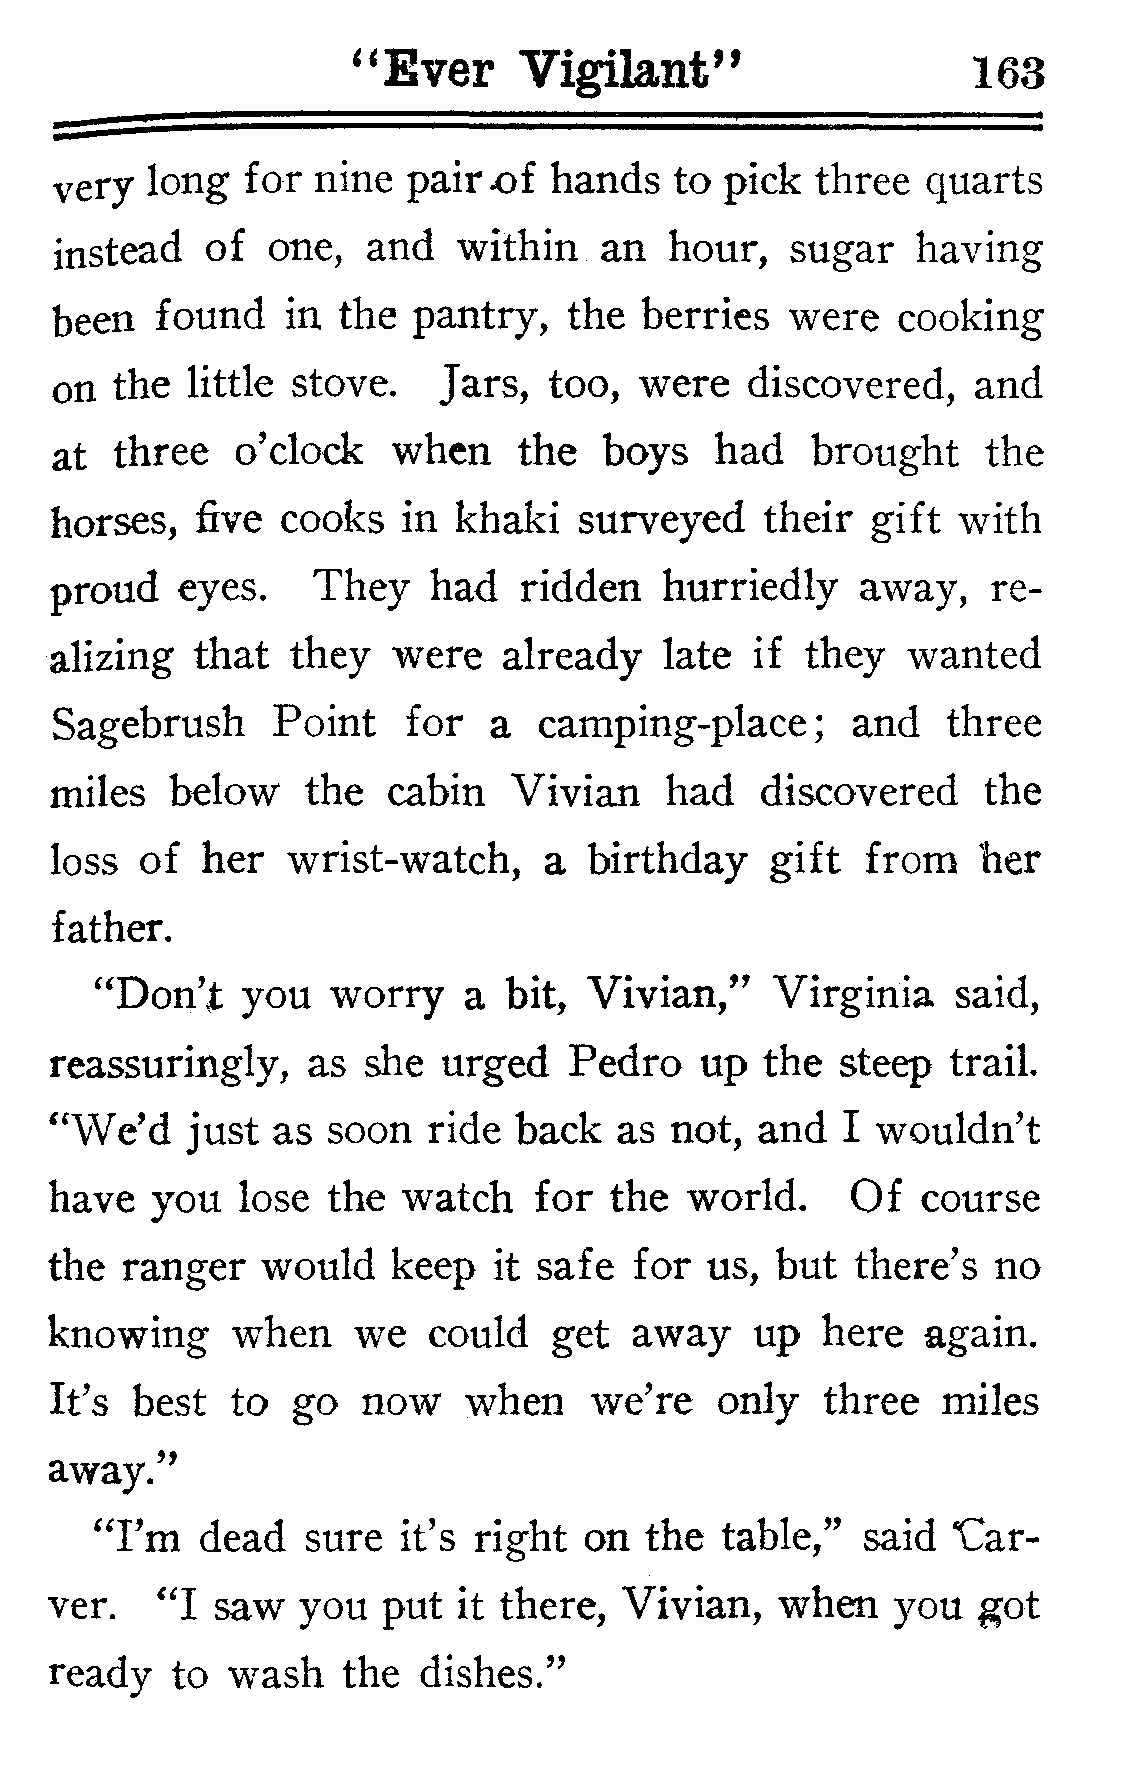 "Ever Vigilant" 163
very long for nine pair of hands to pick three quarts
instead of one, and within an hour, sugar having
been found in the pantry, the berries were cooking
on the little stove. Jars, too, were discovered, and
at three o'clock when the boys had brought the
horses, five cooks in khaki surveyed their gift with
proud eyes. They had ridden hurriedly away, re-
alizing that they were already late if they wanted
Sagebrush Point for a camping-place; and three
miles below the cabin Vivian had discovered the
loss of her wrist-watch, a birthday gift from her
father.
"Don't you worry a bit, Vivian," Virginia said,
reassuringly, as she urged Pedro up the steep trail.
"We'd just as soon ride back as not, and I wouldn't
have you lose the watch for the world. Of course
the ranger would keep it safe for us, but there's no
knowing when we could get away up here again.
It's best to go now when we're only three miles
away."
"I'm dead sure it's right on the table," said Car-
ver. "I saw you put it there, Vivian, when you got
ready to wash the dishes."